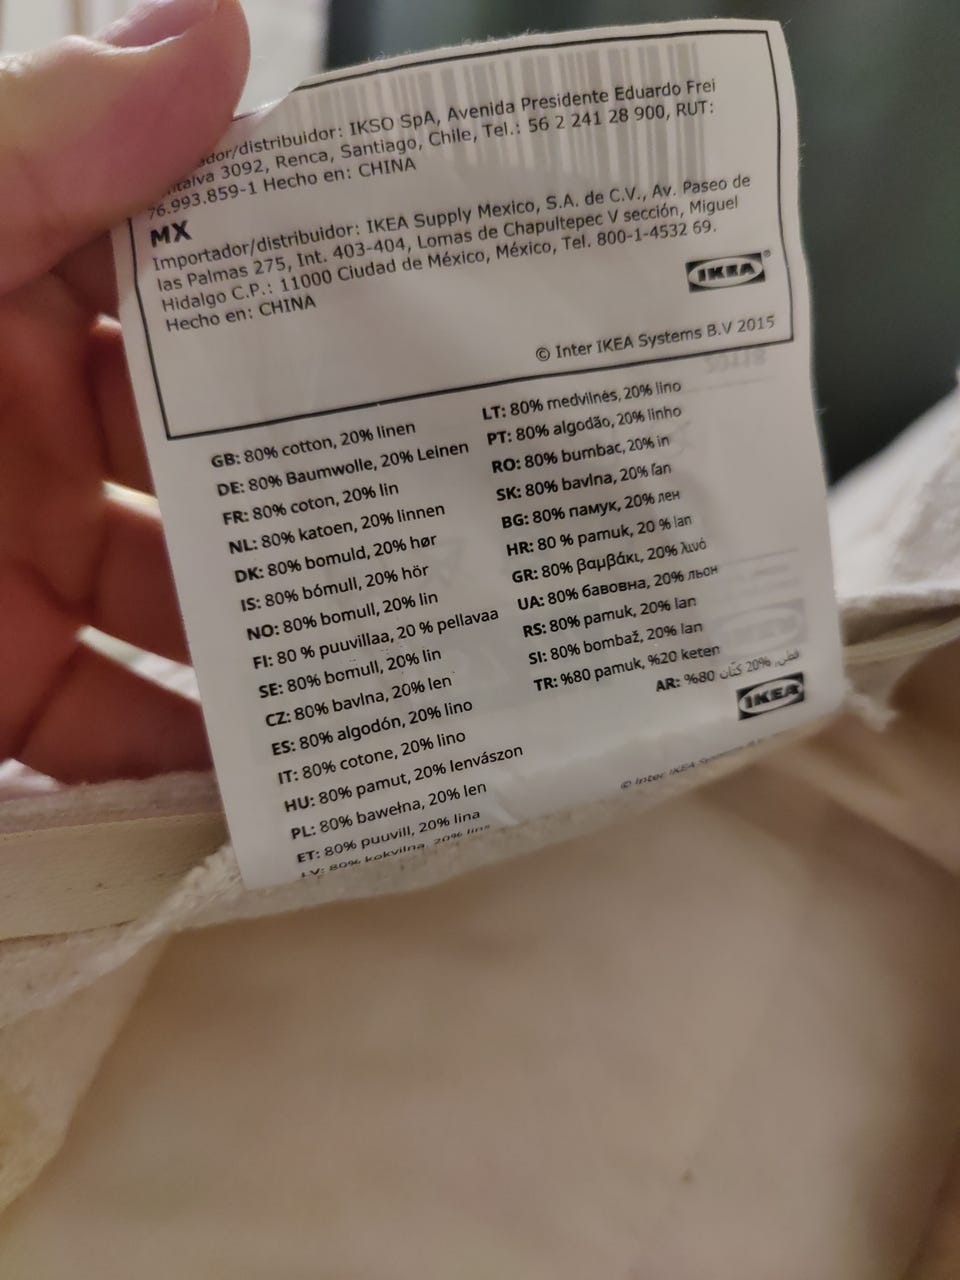 dor/distribuidor: IKSO SpA, Avenida Presidente Eduardo Frei
3092, Renca, Santiago, Chile, Tel.: 56 2 241 28 900, RUT:
76.993.859-1 Hecho en: CHINA
MX
Importador/distribuidor: IKEA Supply Mexico, S.A. de C.V., Av. Paseo de
las Palmas 275, Int. 403-404, Lomas de Chapultepec V sección, Miguel
Hidalgo C.P.: 11000 Ciudad de México, México, Tel. 800-1-4532 69.
Hecho en: CHINA
IKEA®
© Inter IKEA Systems B.V 2015
GB: 80% cotton, 20% linen
DE: 80% Baumwolle, 20% Leinen
FR: 80% coton, 20% lin
NL: 80% katoen, 20% linnen
DK: 80% bomuld, 20% hør
IS: 80% bómull, 20% hör
NO: 80% bomull, 20% lin
FI: 80 % puuvillaa, 20 % pellavaa
SE: 80% bomull, 20% lin
CZ: 80% bavlna, 20% len
ES: 80% algodón, 20% lino
IT: 80% cotone, 20% lino
HU: 80% pamut, 20% lenvászon
PL: 80% bawełna, 20% len
ET: 80% puuvill, 20% lina
LV: 80% kokvilna, 20%
LT: 80% medvilnės, 20% lino
PT: 80% algodão, 20% linho
RO: 80% bumbac, 20% in
SK: 80% bavlna, 20% ľan
BG: 80% памук, 20% лен
HR: 80 % pamuk, 20 % lan
GR: 80% βαμβάκι, 20% λινό
UA: 80% бавовна, 20% льон
RS: 80% pamuk, 20% lan
SI: 80% bombaž, 20% lan
TR: %80 pamuk, %20 keten
AR: %80 قطن, %20 كتان
IKEA
© Inter IKEA